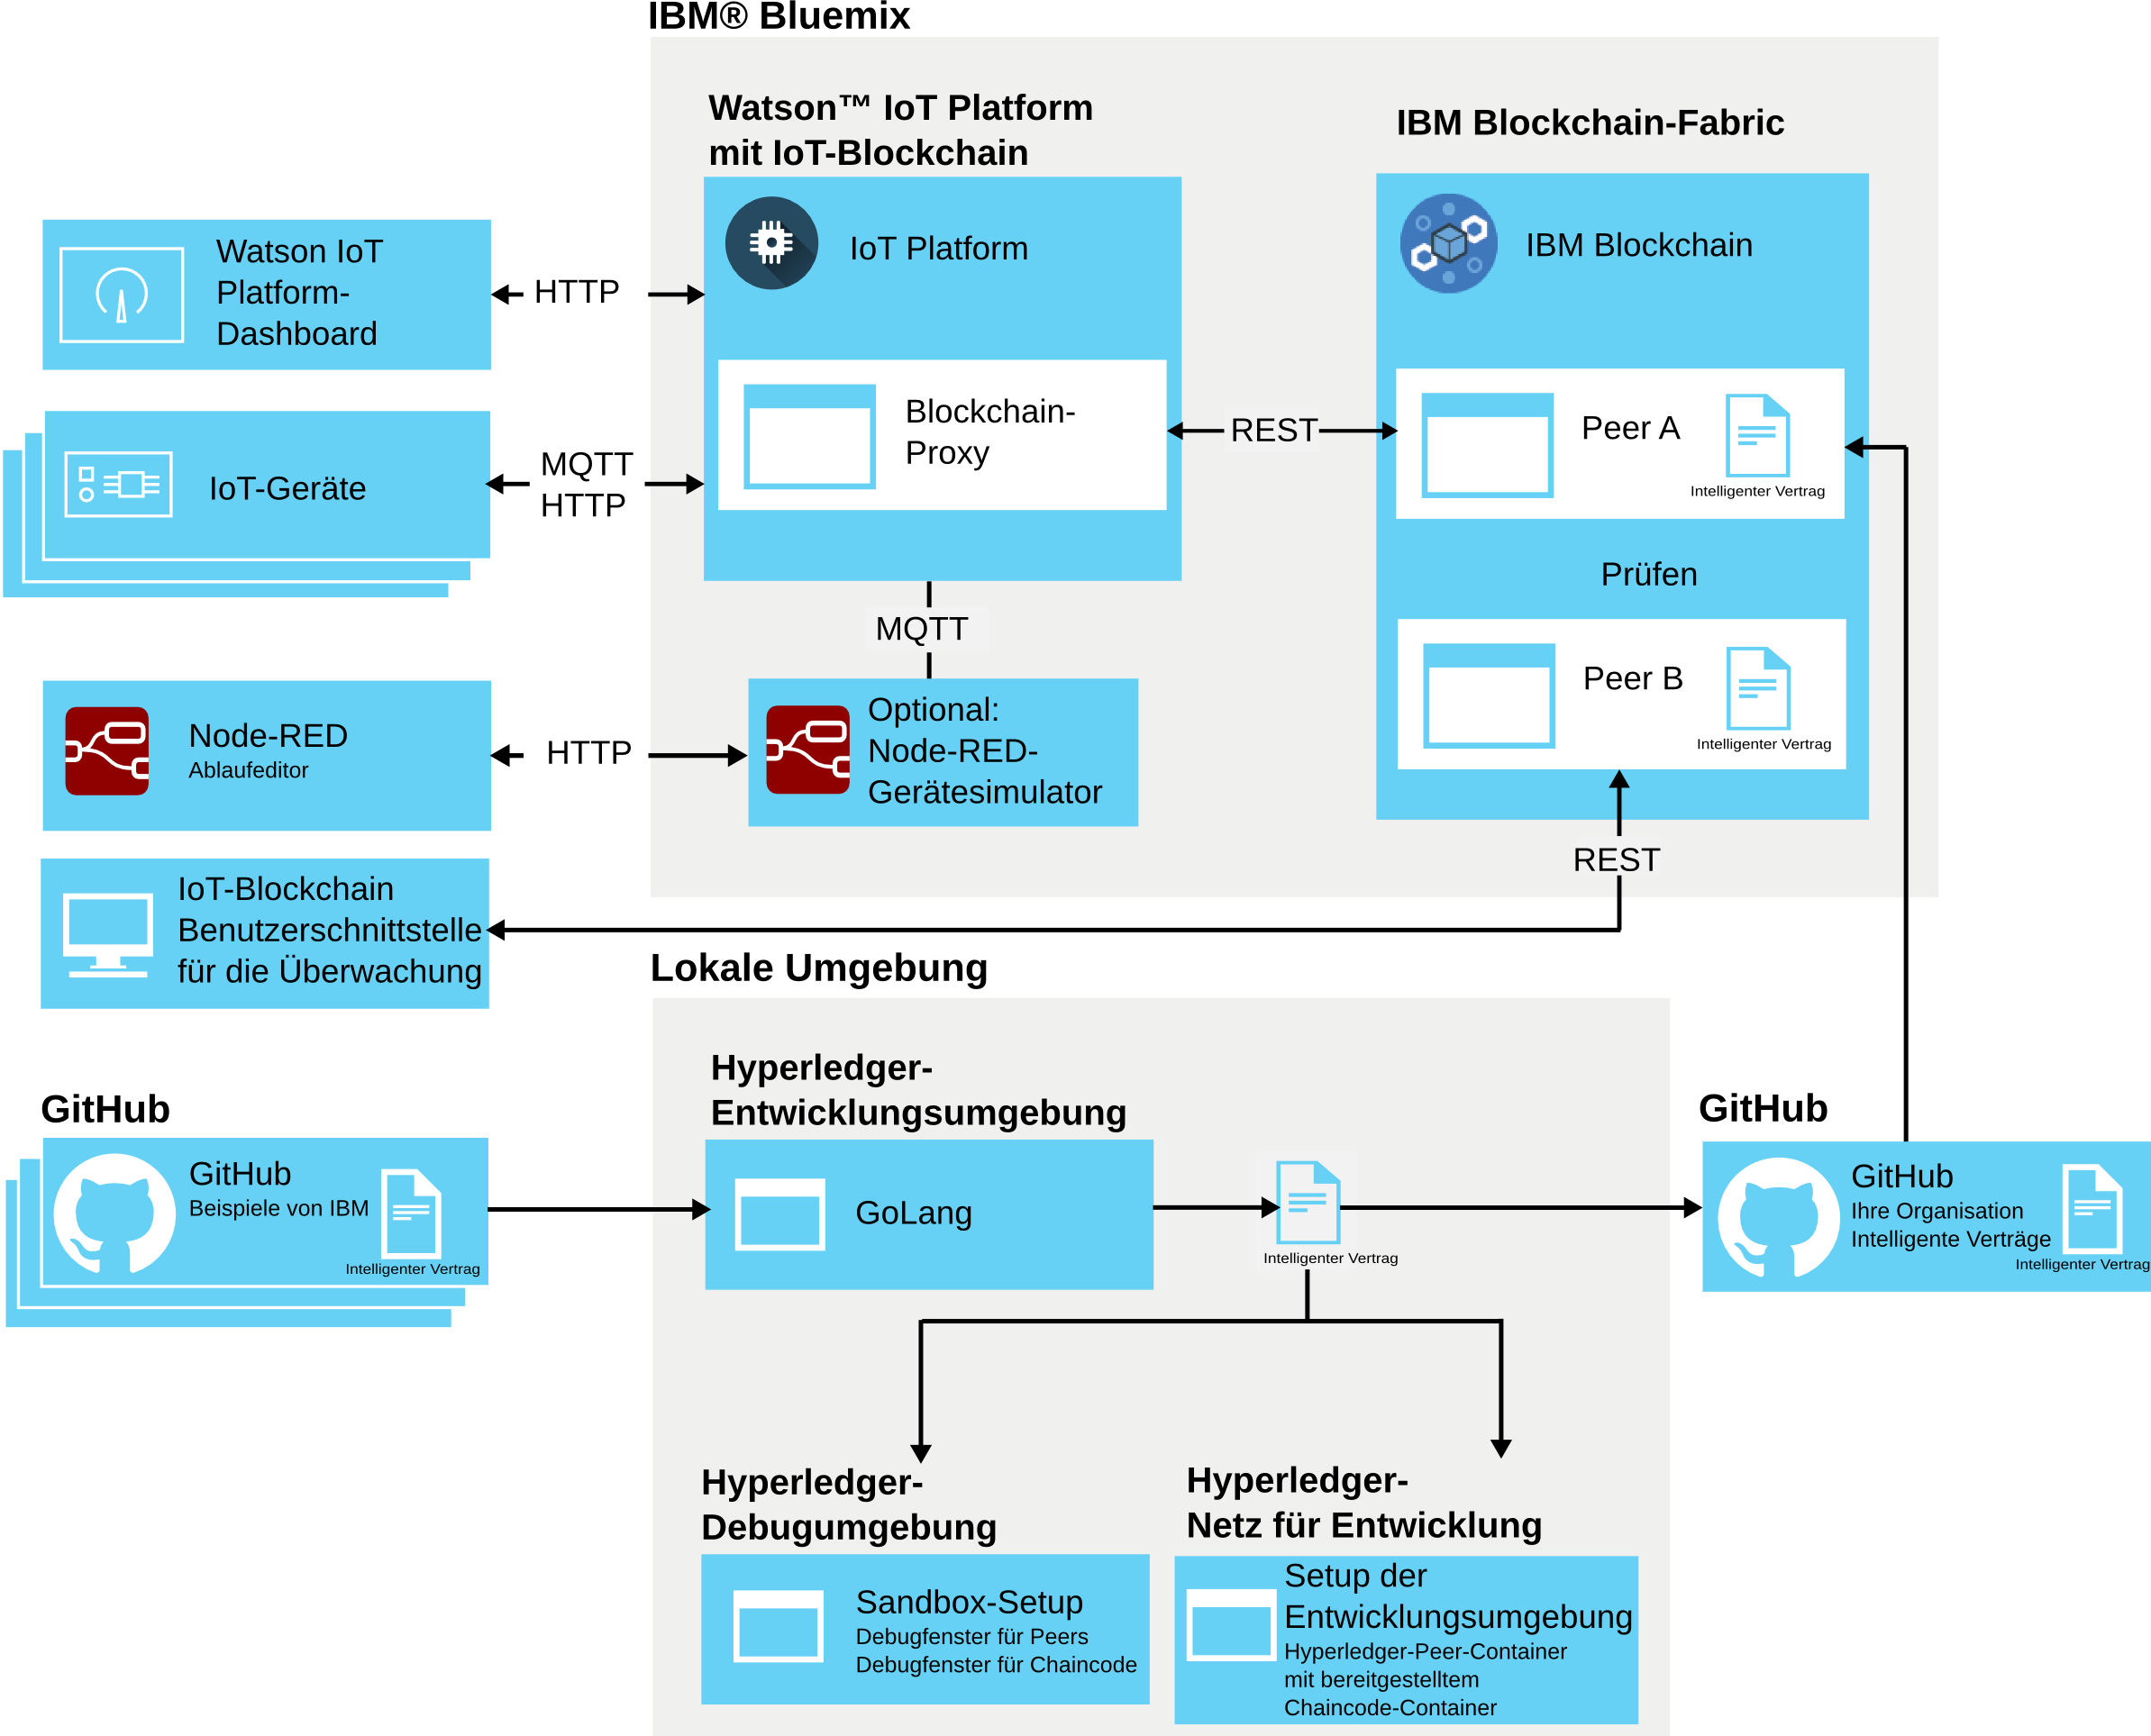 IBM® Bluemix
Watson™ IoT Platform
mit IoT-Blockchain
IBM Blockchain-Fabric
Watson IoT
Platform-
Dashboard
HTTP
IoT Platform
IBM Blockchain
IoT-Geräte
MQTT
HTTP
Blockchain-
Proxy
REST
Peer A
Intelligenter Vertrag
Prüfen
MQTT
Peer B
Intelligenter Vertrag
Node-RED
Ablaufeditor
HTTP
Optional:
Node-RED-
Gerätesimulator
REST
IoT-Blockchain
Benutzerschnittstelle
für die Überwachung
Lokale Umgebung
Hyperledger-
Entwicklungsumgebung
GitHub
GitHub
Beispiele von IBM
Intelligenter Vertrag
GoLang
Intelligenter Vertrag
GitHub
GitHub
Ihre Organisation
Intelligente Verträge
Intelligenter Vertrag
Hyperledger-
Debugumgebung
Sandbox-Setup
Debugfenster für Peers
Debugfenster für Chaincode
Hyperledger-
Netz für Entwicklung
Setup der
Entwicklungsumgebung
Hyperledger-Peer-Container
mit bereitgestelltem
Chaincode-Container